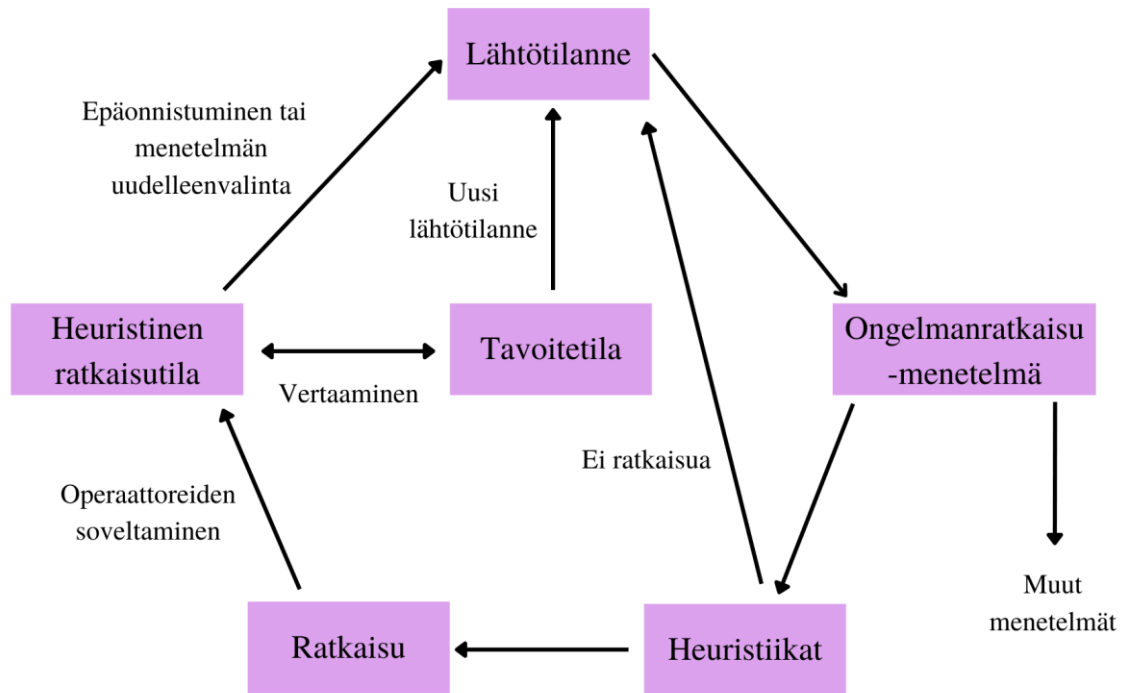 Lähtötilanne
Epäonnistuminen tai
menetelmän
uudelleenvalinta
Uusi
lähtötilanne
Heuristinen
ratkaisutila
Vertaaminen
Tavoitetila
Ongelmanratkaisu
-menetelmä
Ei ratkaisua
Operaattoreiden
soveltaminen
Muut
menetelmät
Ratkaisu
Heuristiikat